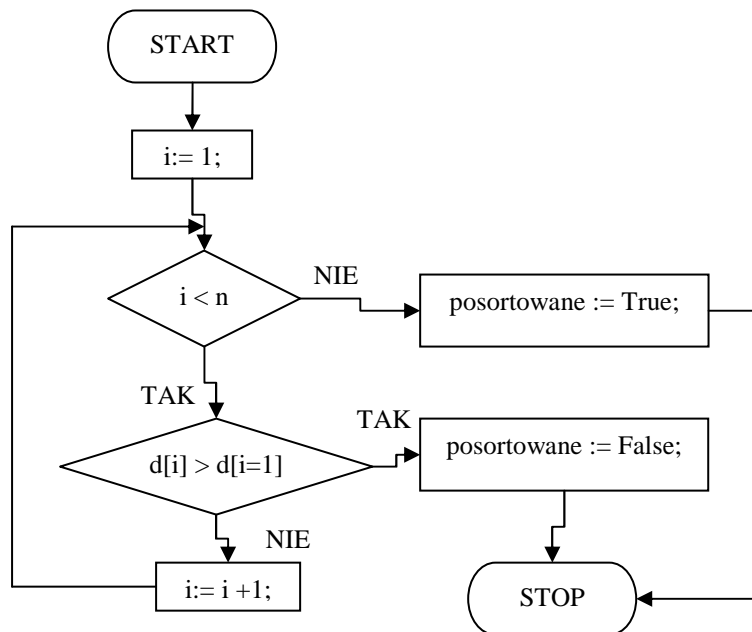 START
i:= 1;
NIE
i < n
posortowane := True;
TAK
TAK
d[i] > d[i=1]
posortowane := False;
NIE
i:= i +1;
STOP